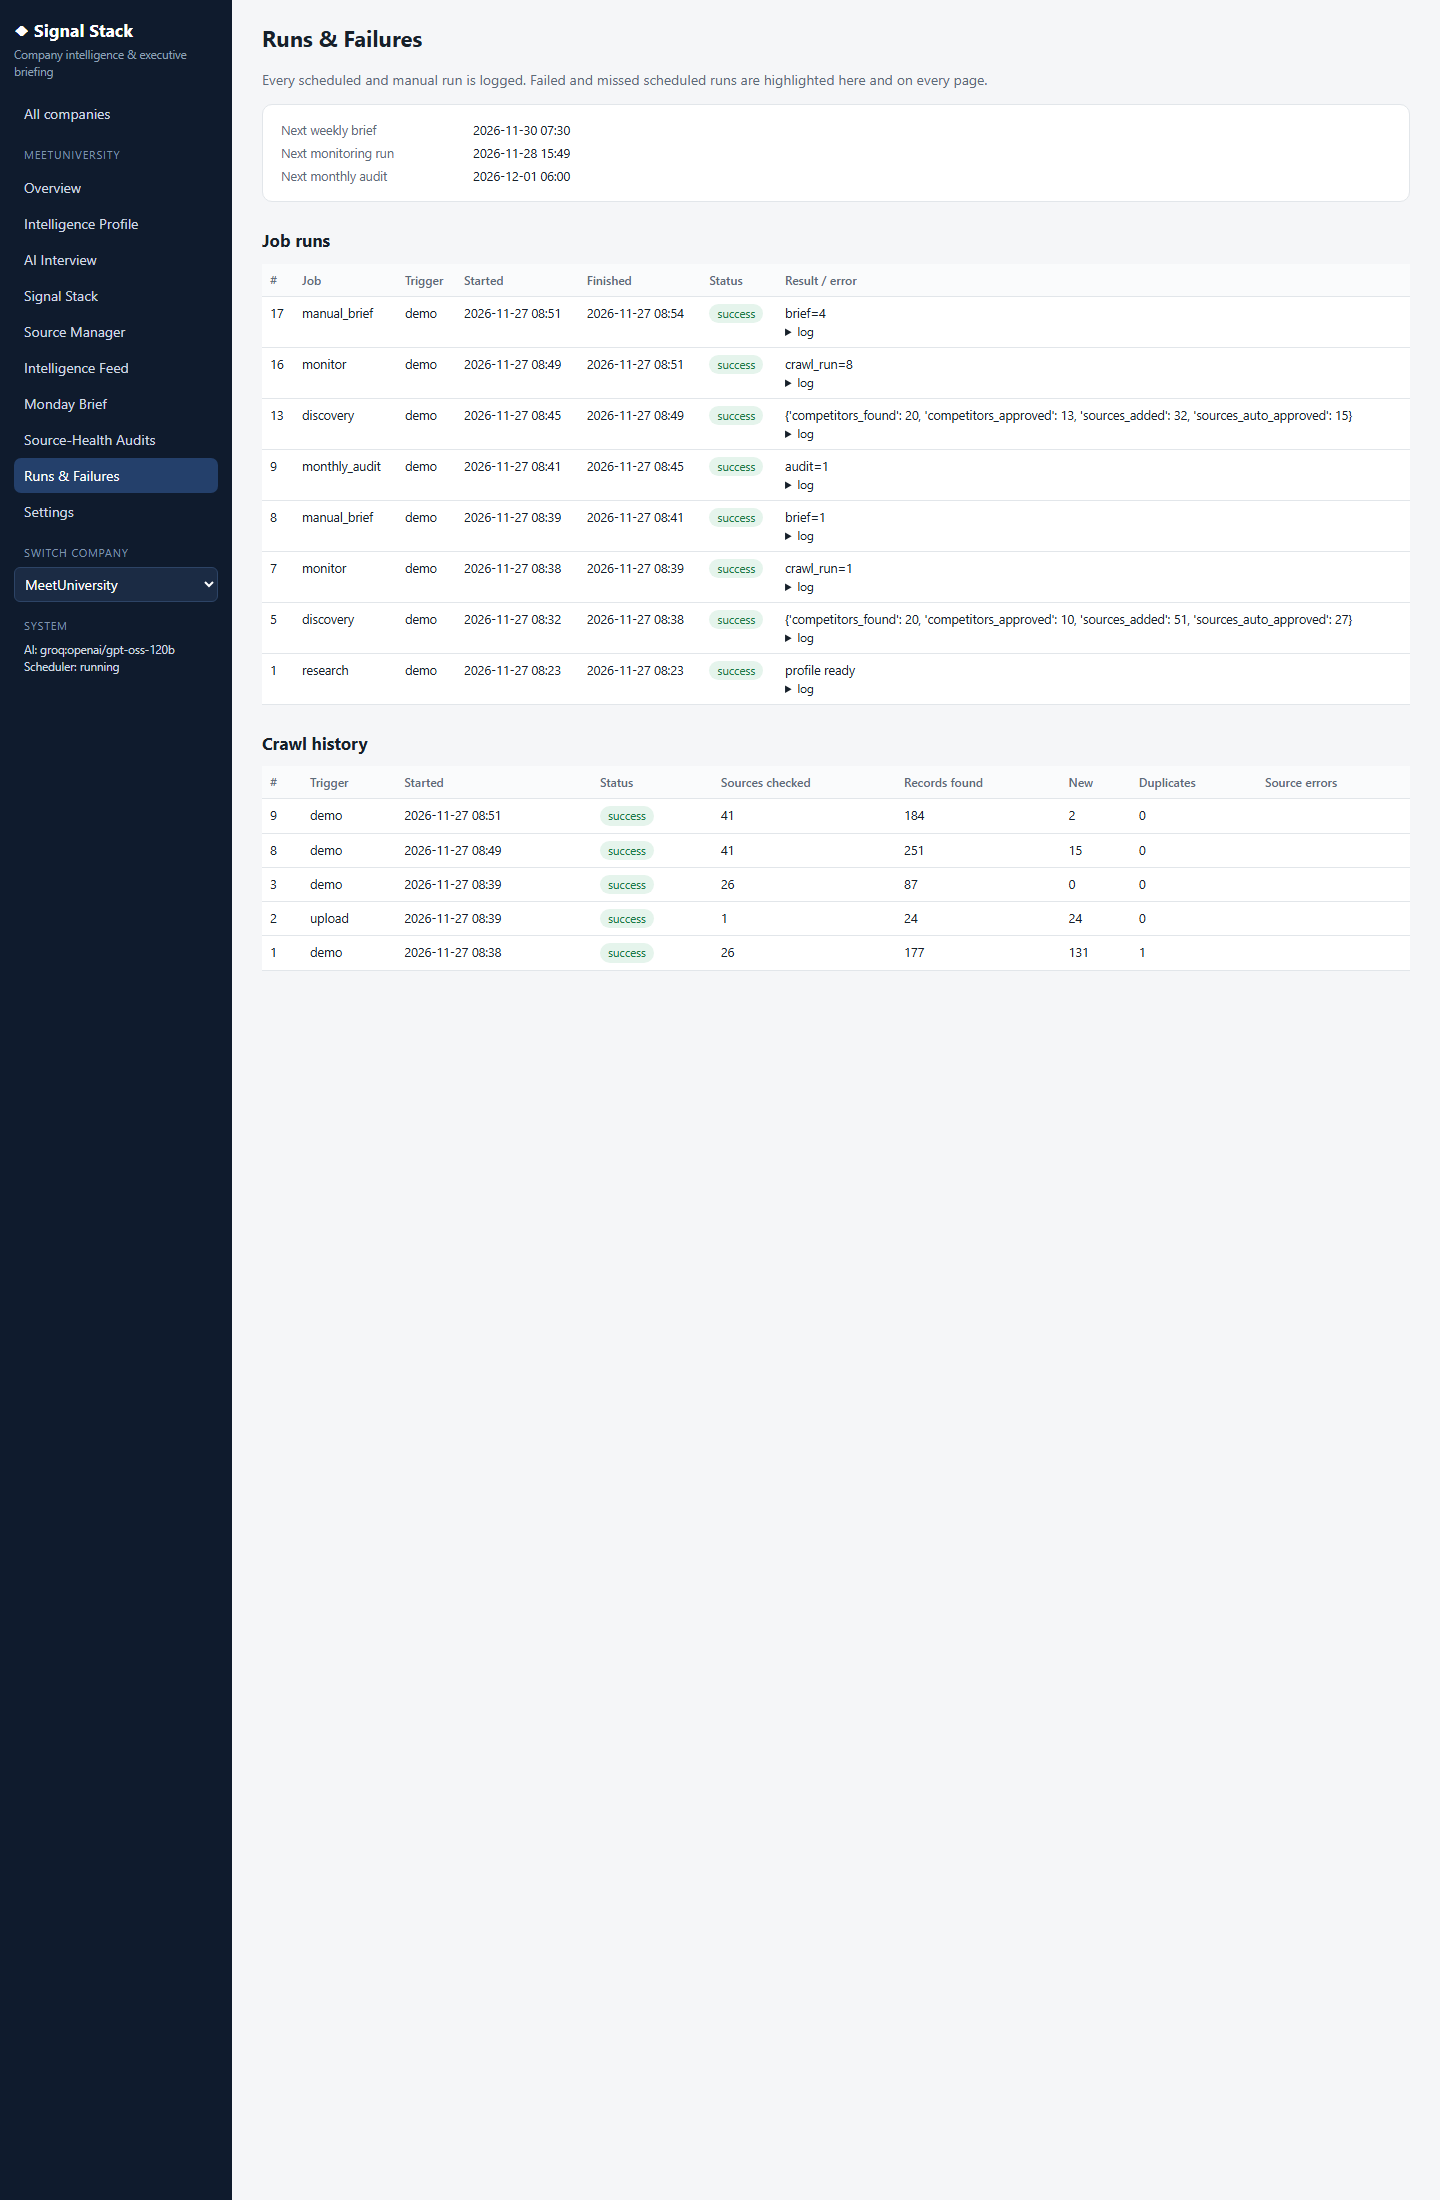 Signal Stack
Company intelligence & executive
briefing
All companies
MEETUNIVERSITY
Overview
Intelligence Profile
AI Interview
Signal Stack
Source Manager
Intelligence Feed
Monday Brief
Source-Health Audits
Runs & Failures
Settings
SWITCH COMPANY
MeetUniversity
SYSTEM
AI: groq:openai/gpt-oss-120b
Scheduler: running
Runs & Failures
Every scheduled and manual run is logged. Failed and missed scheduled runs are highlighted here and on every page.
Next weekly brief 2026-11-30 07:30
Next monitoring run 2026-11-28 15:49
Next monthly audit 2026-12-01 06:00
Job runs
# Job Trigger Started Finished Status Result / error
17 manual_brief demo 2026-11-27 08:51 2026-11-27 08:54 success brief=4
log
16 monitor demo 2026-11-27 08:49 2026-11-27 08:51 success crawl_run=8
log
13 discovery demo 2026-11-27 08:45 2026-11-27 08:49 success {'competitors_found': 20, 'competitors_approved': 13, 'sources_added': 32, 'sources_auto_approved': 15}
log
9 monthly_audit demo 2026-11-27 08:41 2026-11-27 08:45 success audit=1
log
8 manual_brief demo 2026-11-27 08:39 2026-11-27 08:41 success brief=1
log
7 monitor demo 2026-11-27 08:38 2026-11-27 08:39 success crawl_run=1
log
5 discovery demo 2026-11-27 08:32 2026-11-27 08:38 success {'competitors_found': 20, 'competitors_approved': 10, 'sources_added': 51, 'sources_auto_approved': 27}
log
1 research demo 2026-11-27 08:23 2026-11-27 08:23 success profile ready
log
Crawl history
# Trigger Started Status Sources checked Records found New Duplicates Source errors
9 demo 2026-11-27 08:51 success 41 184 2 0
8 demo 2026-11-27 08:49 success 41 251 15 0
3 demo 2026-11-27 08:39 success 26 87 0 0
2 upload 2026-11-27 08:39 success 1 24 24 0
1 demo 2026-11-27 08:38 success 26 177 131 1